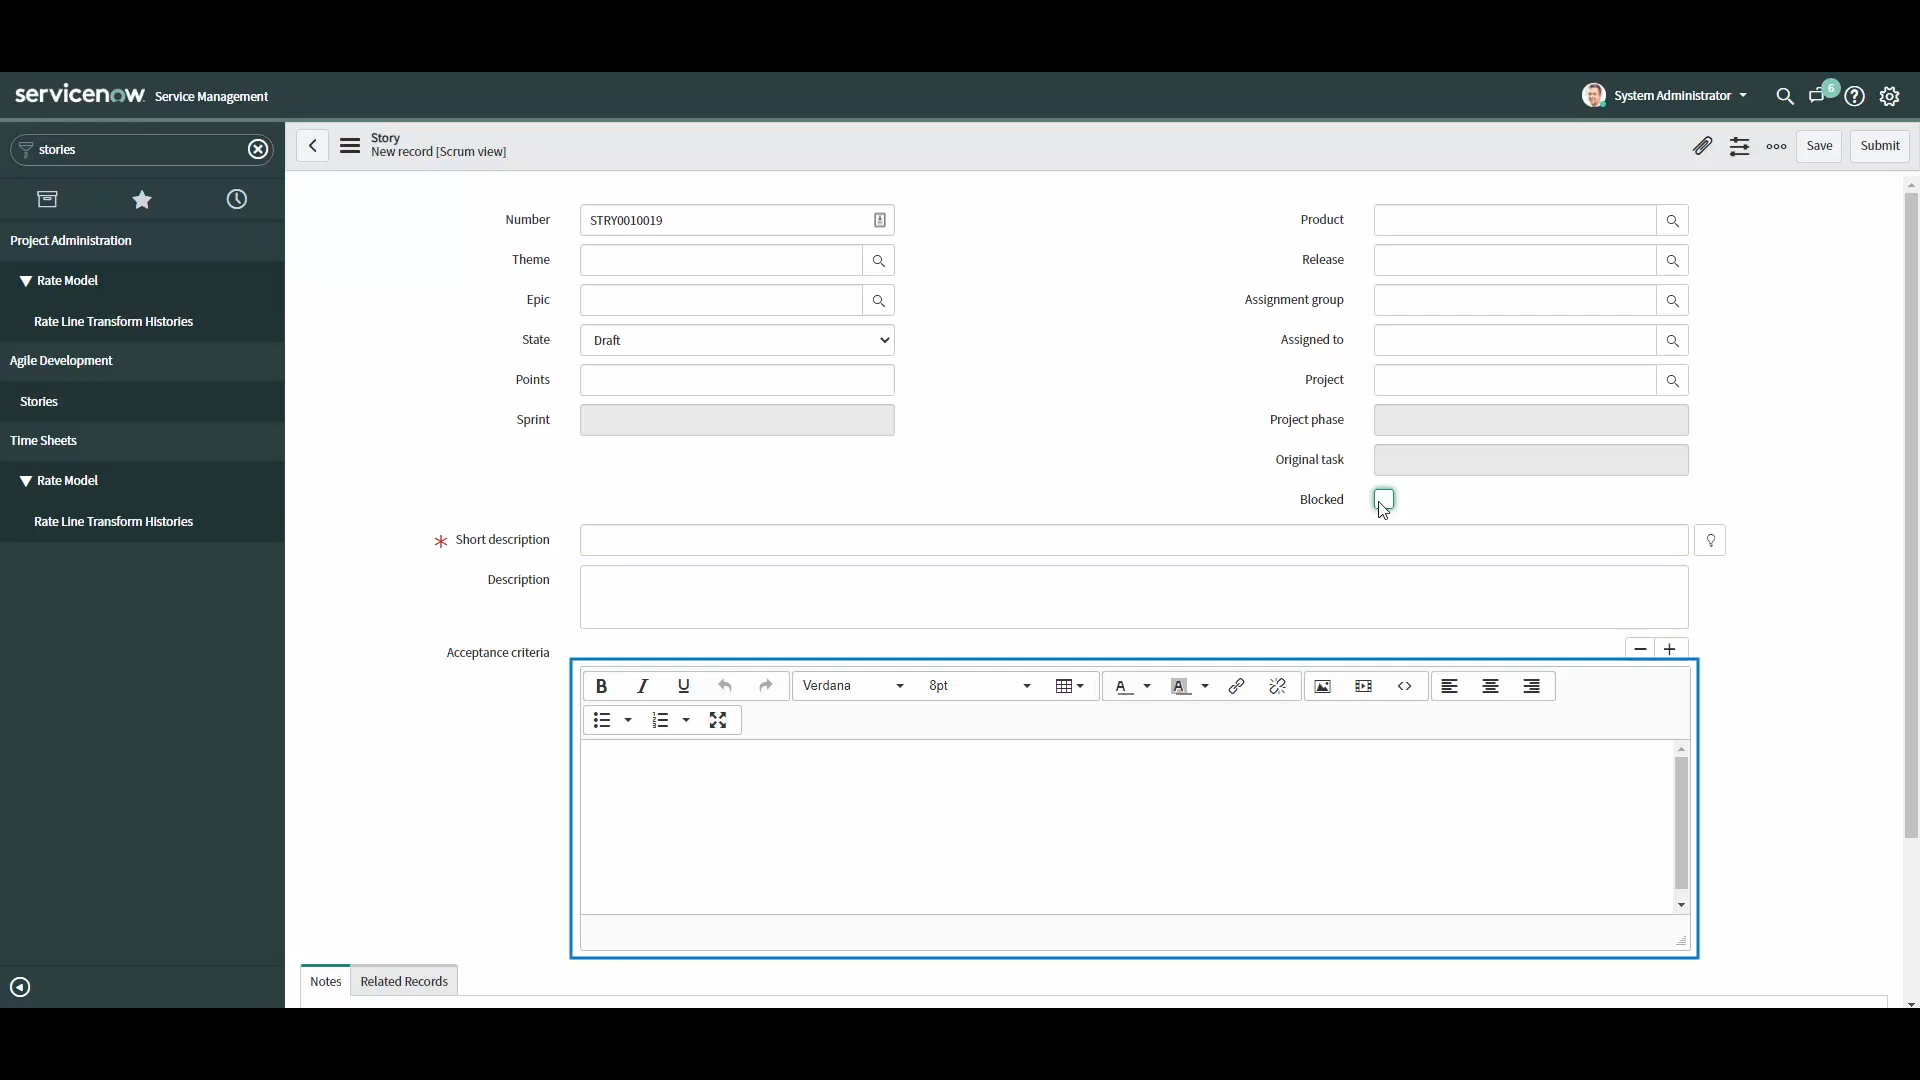 servicenow Service Management
System Administrator
6
stories
Story
New record [Scrum view]
Save
Submit
Project Administration
Rate Model
Rate Line Transform Histories
Agile Development
Stories
Time Sheets
Rate Model
Rate Line Transform Histories
Number
STRY0010019
Theme
Epic
State
Draft
Points
Sprint
Product
Release
Assignment group
Assigned to
Project
Project phase
Original task
Blocked
Short description
Description
Acceptance criteria
B I U Verdana 8pt A A
Notes
Related Records